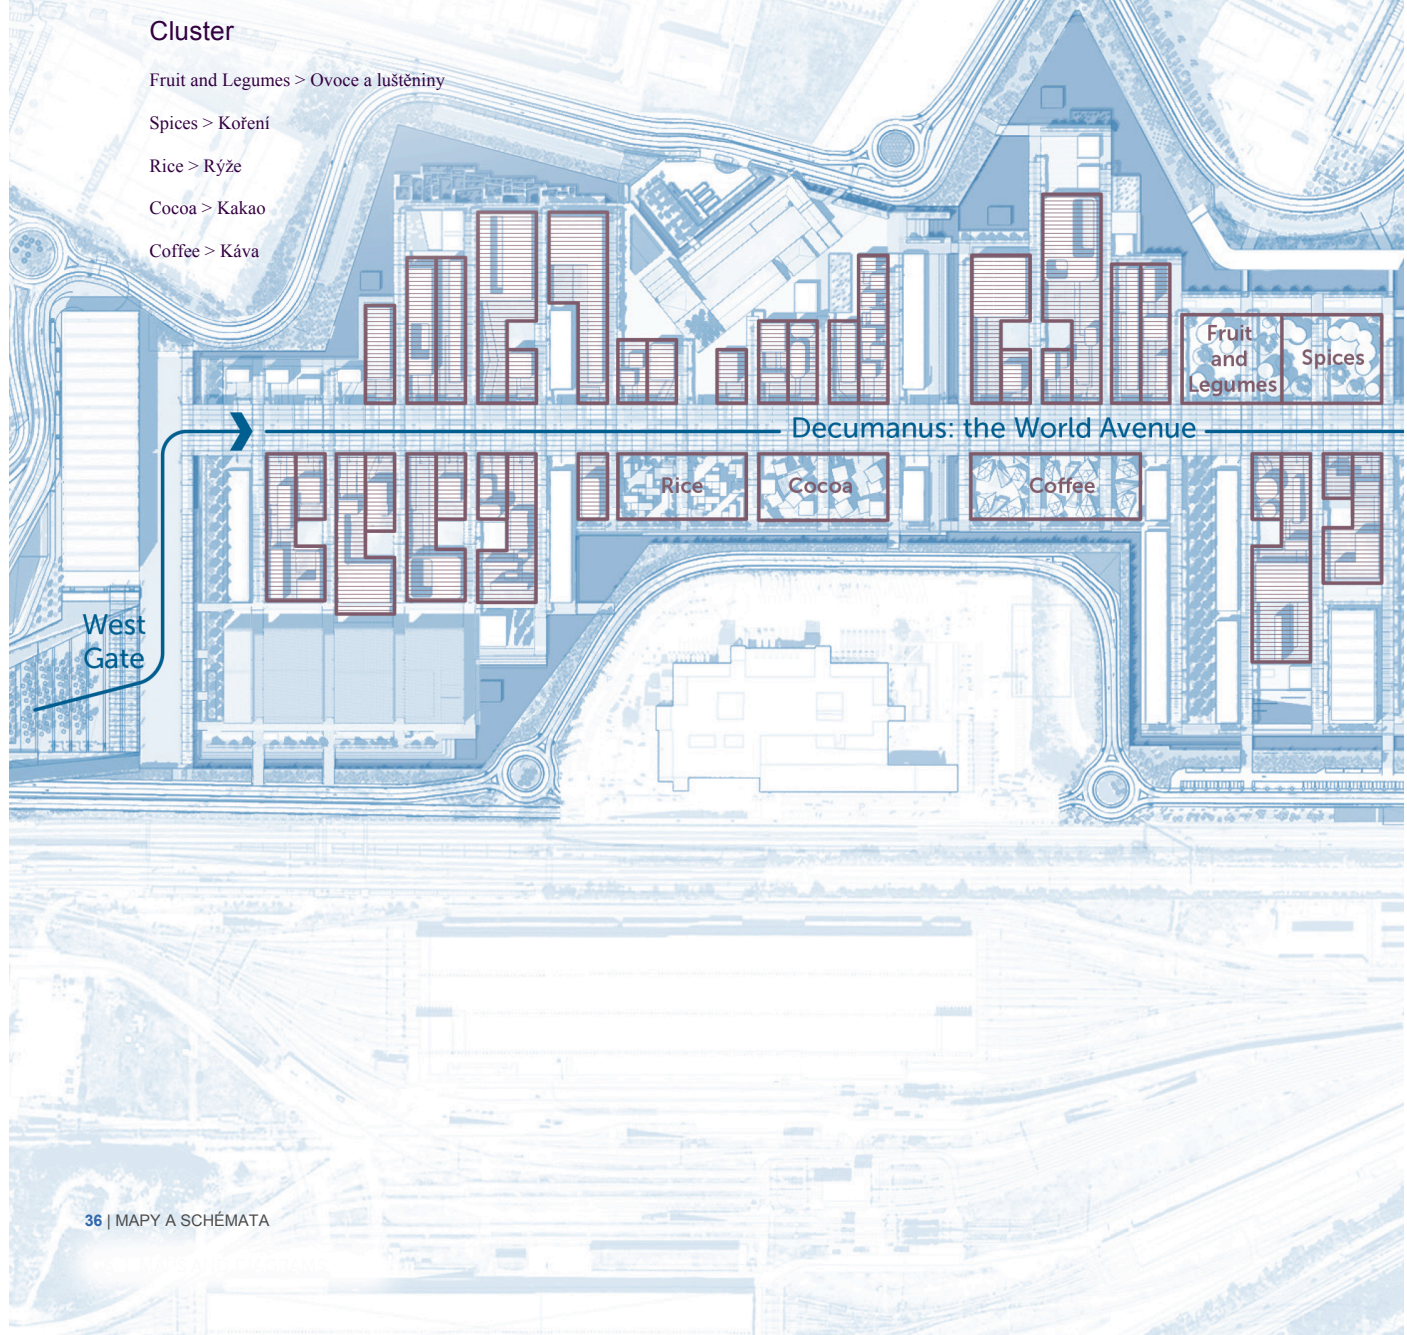 Cluster
Fruit and Legumes > Ovoce a luštěniny
Spices > Koření
Rice > Rýže
Cocoa > Kakao
Coffee > Káva
Fruit
and
Legumes
Spices
Decumanus: the World Avenue
Rice
Cocoa
Coffee
West
Gate
36 | MAPY A SCHÉMATA